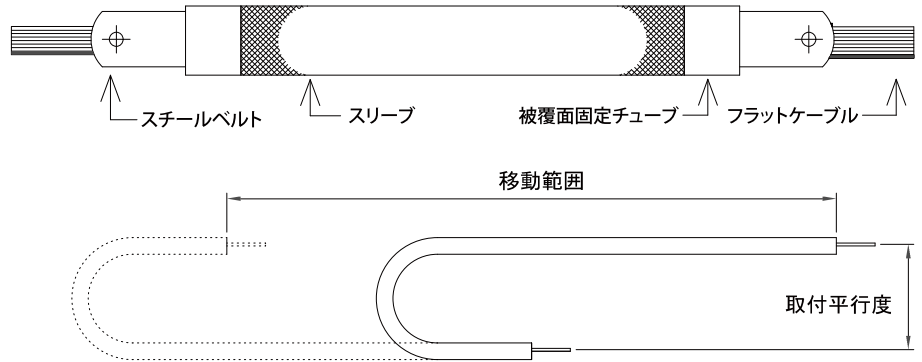 スチールベルト
スリーブ
被覆面固定チューブ
フラットケーブル
移動範囲
取付平行度